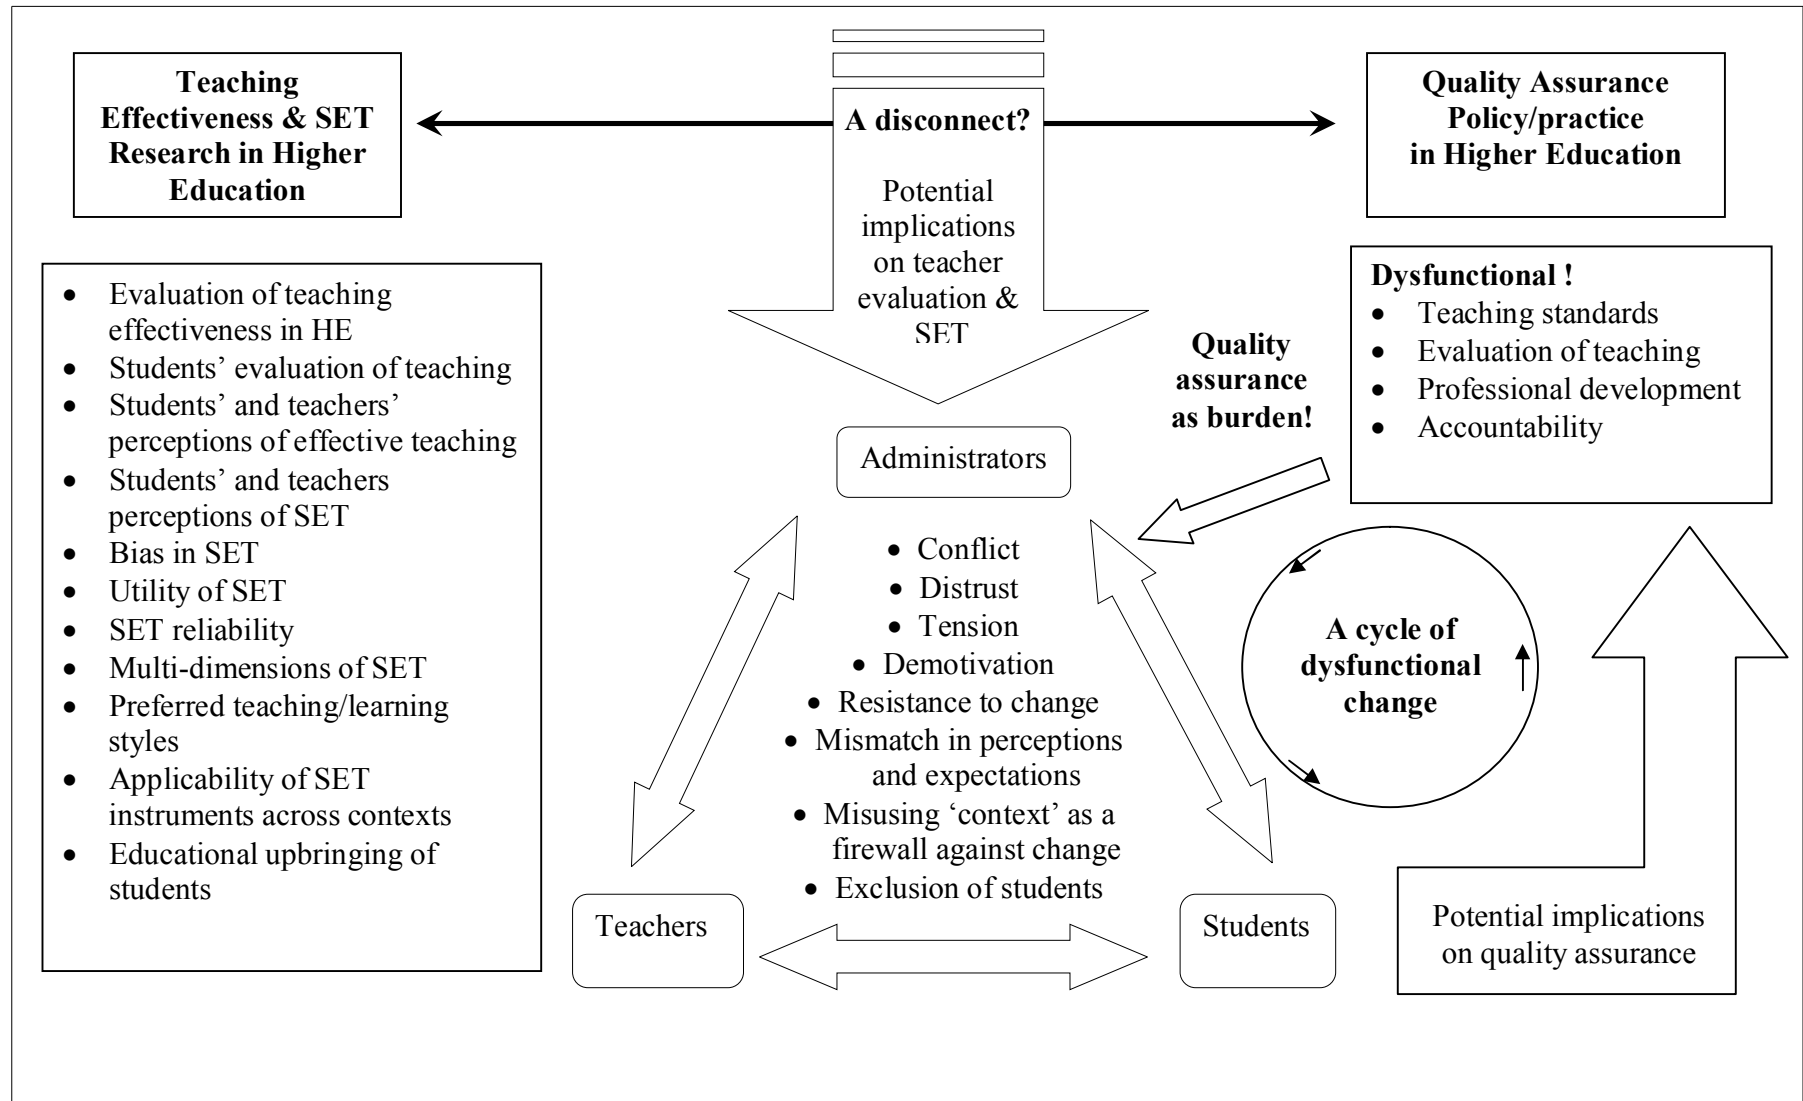 Teaching
Effectiveness & SET
Research in Higher
Education
A disconnect?
Potential
implications
on teacher
evaluation &
SET
Quality Assurance
Policy/practice
in Higher Education
• Evaluation of teaching
effectiveness in HE
• Students’ evaluation of teaching
• Students’ and teachers’
perceptions of effective teaching
• Students’ and teachers
perceptions of SET
• Bias in SET
• Utility of SET
• SET reliability
• Multi-dimensions of SET
• Preferred teaching/learning
styles
• Applicability of SET
instruments across contexts
• Educational upbringing of
students
Dysfunctional !
• Teaching standards
• Evaluation of teaching
• Professional development
• Accountability
Quality
assurance
as burden!
Administrators
• Conflict
• Distrust
• Tension
• Demotivation
• Resistance to change
• Mismatch in perceptions
and expectations
• Misusing ‘context’ as a
firewall against change
• Exclusion of students
A cycle of
dysfunctional
change
Teachers
Students
Potential implications
on quality assurance